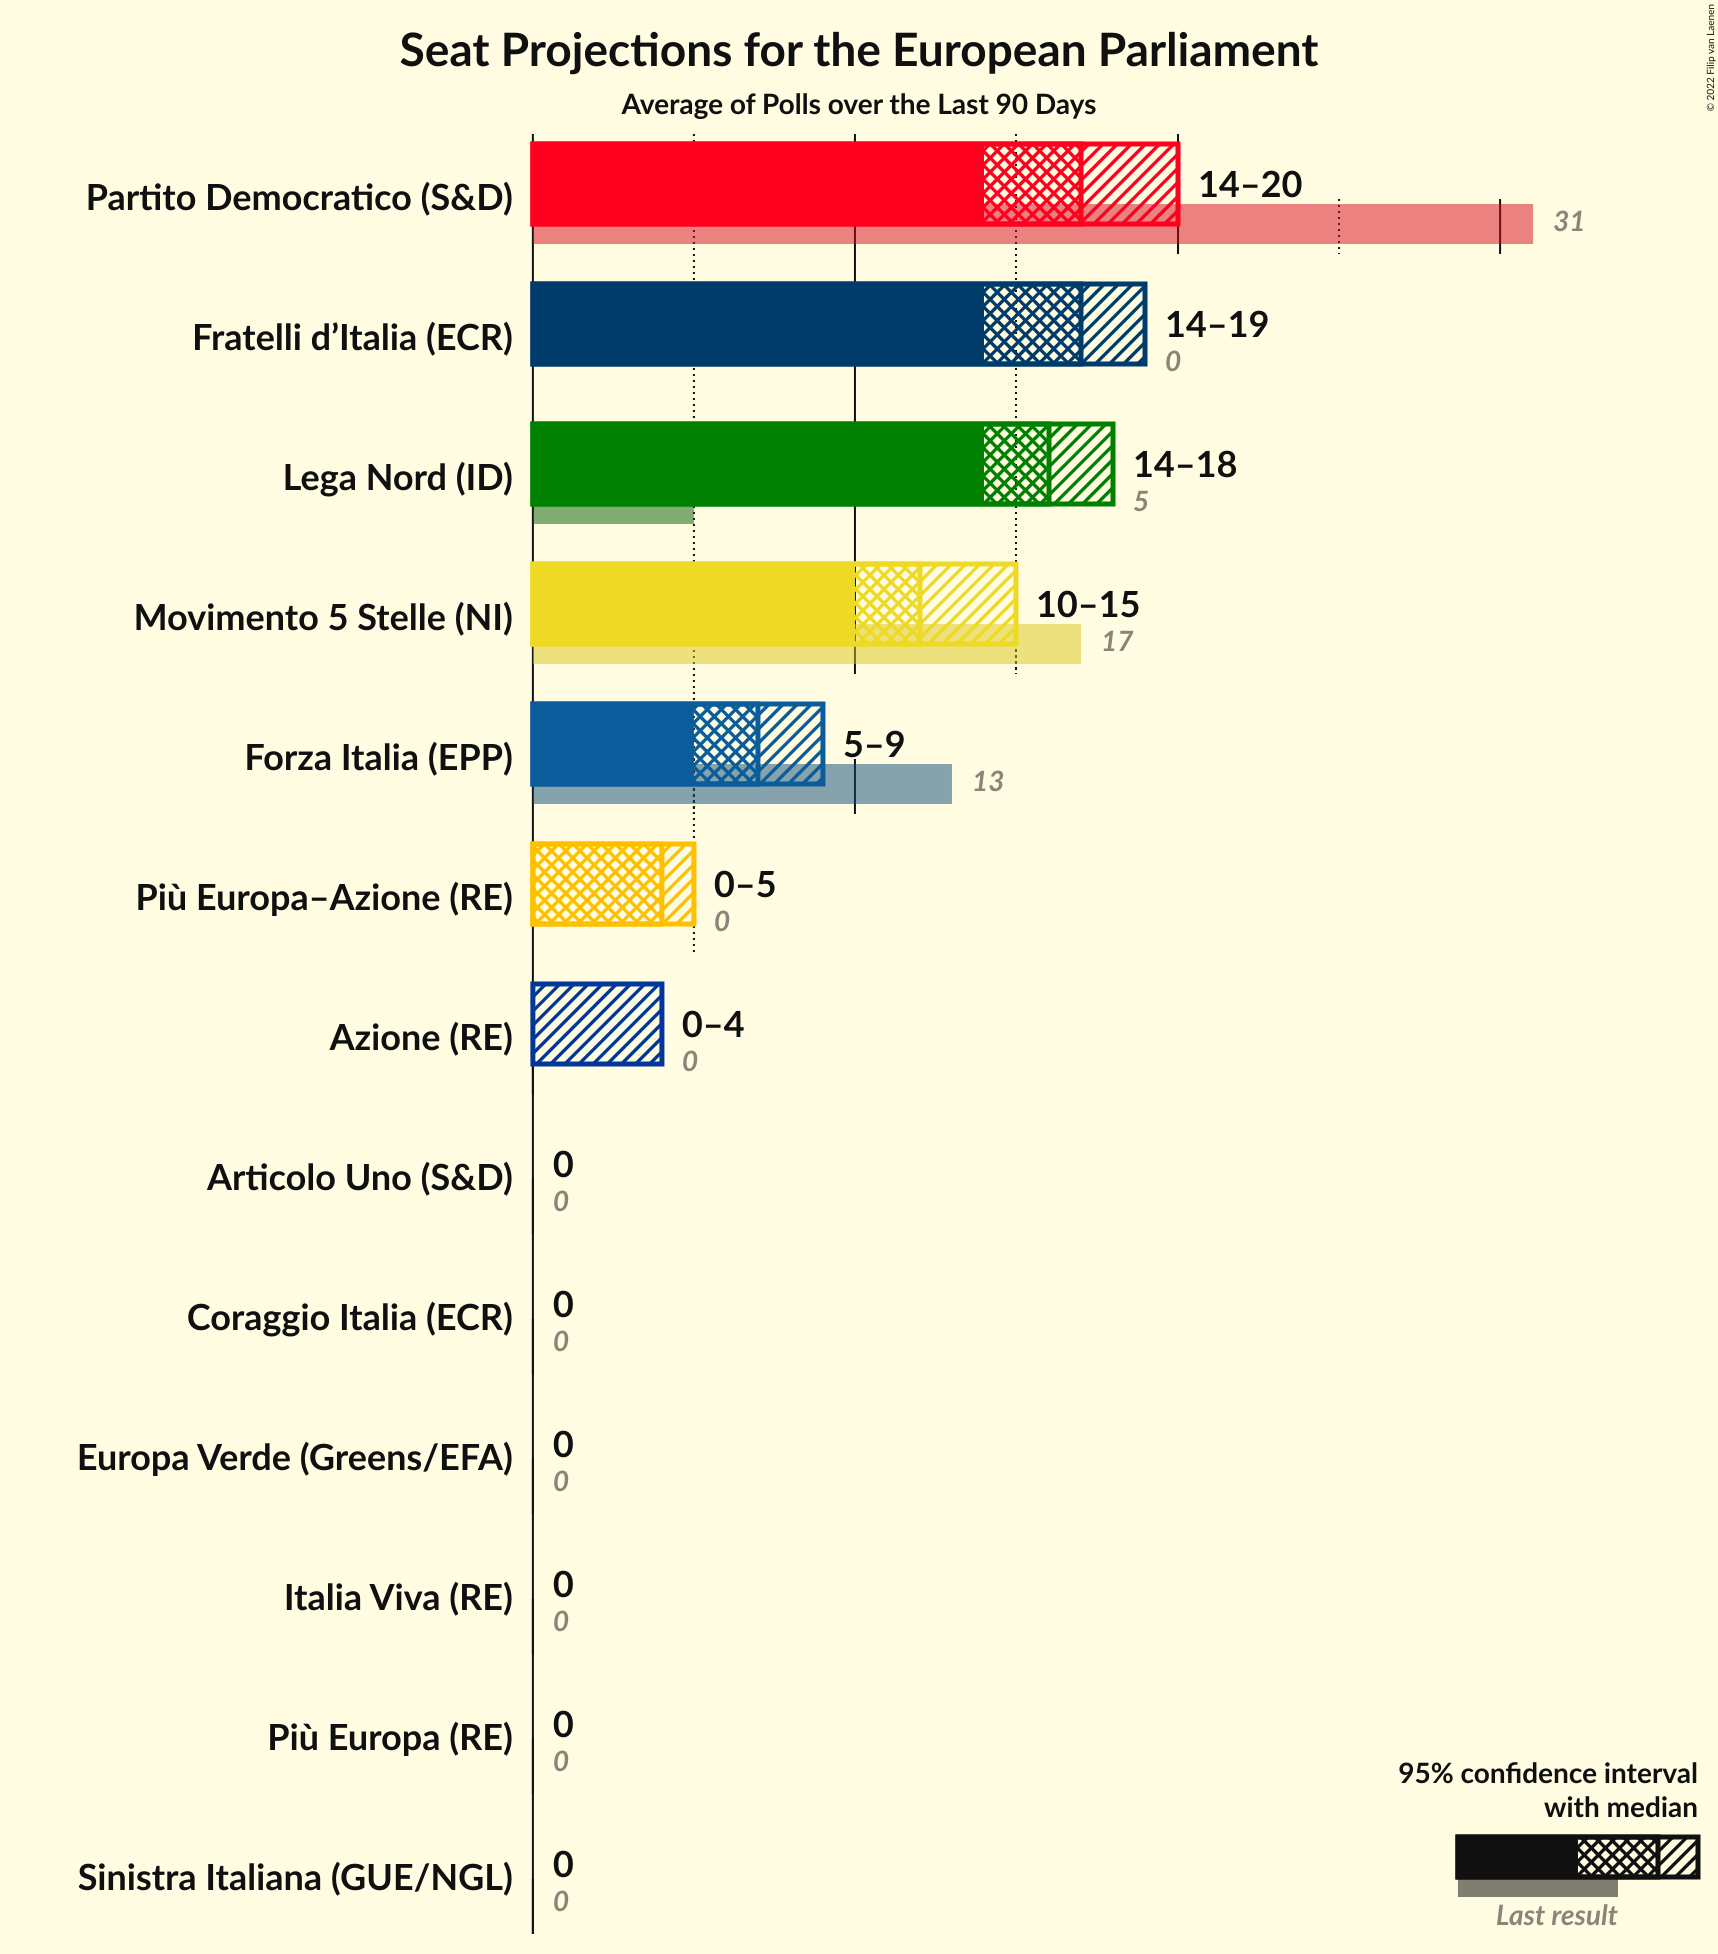 Seat Projections for the European Parliament
Average of Polls over the Last 90 Days
© 2022 Filip van Laenen
Partito Democratico (S&D)
14–20
31
Fratelli d’Italia (ECR)
14–19
0
Lega Nord (ID)
14–18
5
Movimento 5 Stelle (NI)
10–15
17
Forza Italia (EPP)
5–9
13
Più Europa–Azione (RE)
0–5
0
Azione (RE)
0–4
0
Articolo Uno (S&D)
0
0
Coraggio Italia (ECR)
0
0
Europa Verde (Greens/EFA)
0
0
Italia Viva (RE)
0
0
Più Europa (RE)
0
0
Sinistra Italiana (GUE/NGL)
0
0
95% confidence interval
with median
Last result